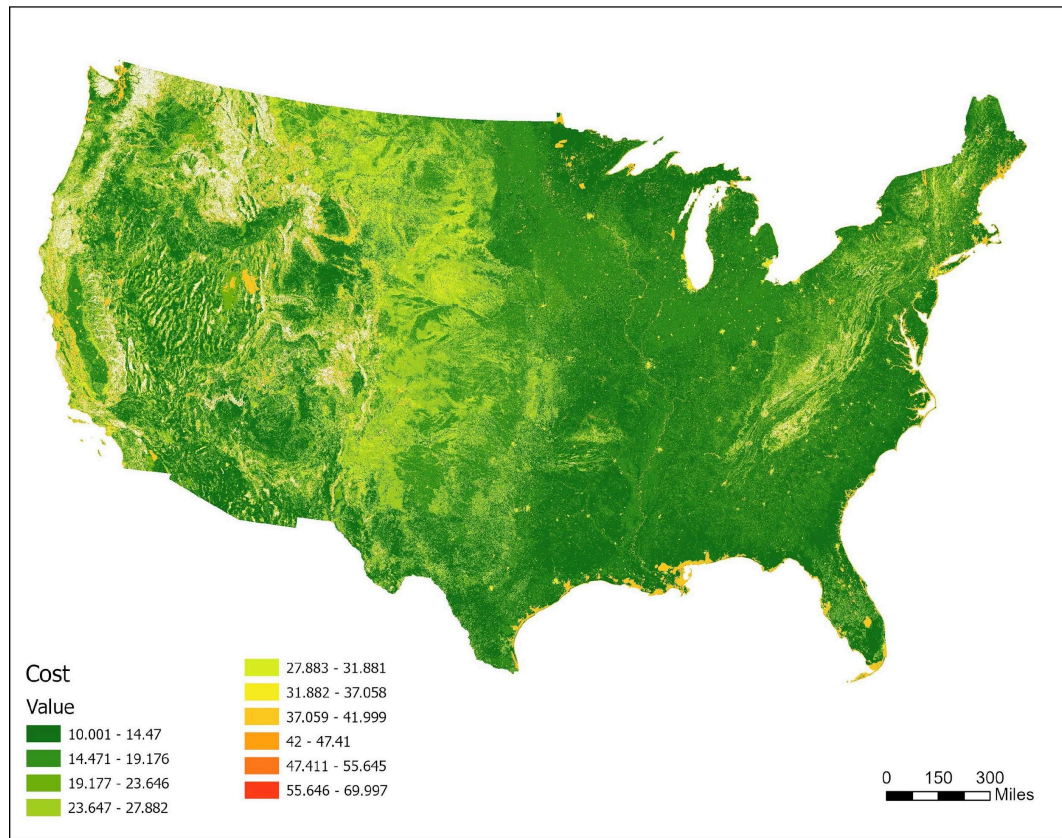 Cost
Value
10.001 - 14.47
14.471 - 19.176
19.177 - 23.646
23.647 - 27.882
27.883 - 31.881
31.882 - 37.058
37.059 - 41.999
42 - 47.41
47.411 - 55.645
55.646 - 69.997
0 150 300
Miles